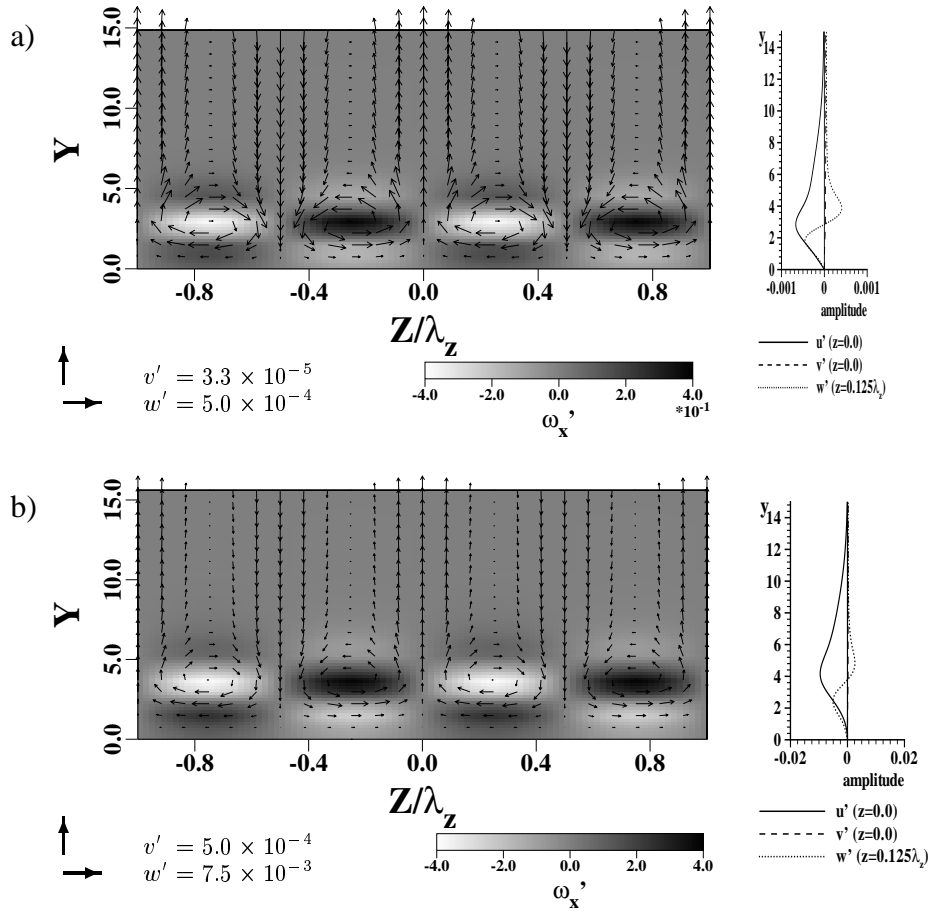 a)
15.0
10.0
5.0
0.0
Y
-0.8 -0.4 0.0 0.4 0.8
Z/λz
v' = 3.3 × 10⁻⁵
w' = 5.0 × 10⁻⁴
-4.0 -2.0 0.0 2.0 4.0
*10⁻¹
ωx'
y
14
12
10
8
6
4
2
0
-0.001 0 0.001
amplitude
u' (z=0.0)
v' (z=0.0)
w' (z=0.125λz)
b)
15.0
10.0
5.0
0.0
Y
-0.8 -0.4 0.0 0.4 0.8
Z/λz
v' = 5.0 × 10⁻⁴
w' = 7.5 × 10⁻³
-4.0 -2.0 0.0 2.0 4.0
ωx'
y
14
12
10
8
6
4
2
0
-0.02 0 0.02
amplitude
u' (z=0.0)
v' (z=0.0)
w' (z=0.125λz)